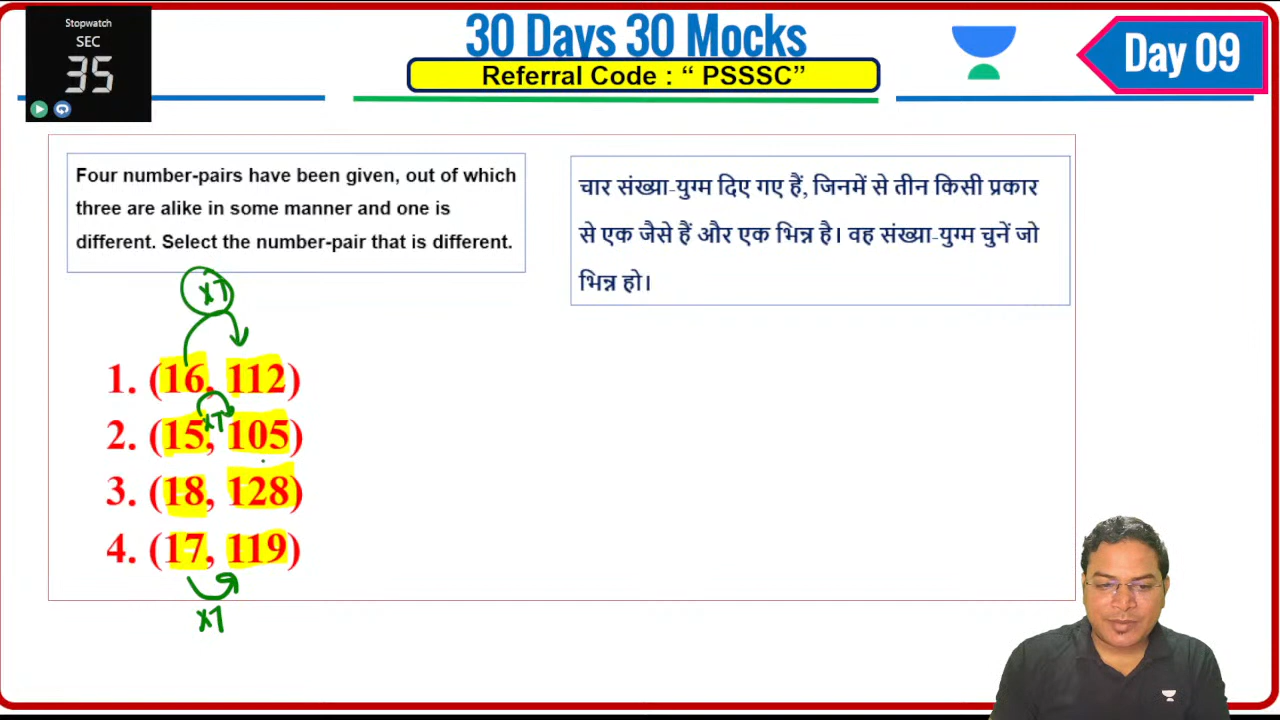 Stopwatch
SEC
35
30 Days 30 Mocks
Referral Code : “ PSSSC”
Day 09
Four number-pairs have been given, out of which
three are alike in some manner and one is
different. Select the number-pair that is different.
चार संख्या-युग्म दिए गए हैं, जिनमें से तीन किसी प्रकार
से एक जैसे हैं और एक भिन्न है। वह संख्या-युग्म चुनें जो
भिन्न हो।
x7
1. (16, 112)
x7
2. (15, 105)
3. (18, 128)
4. (17, 119)
x7